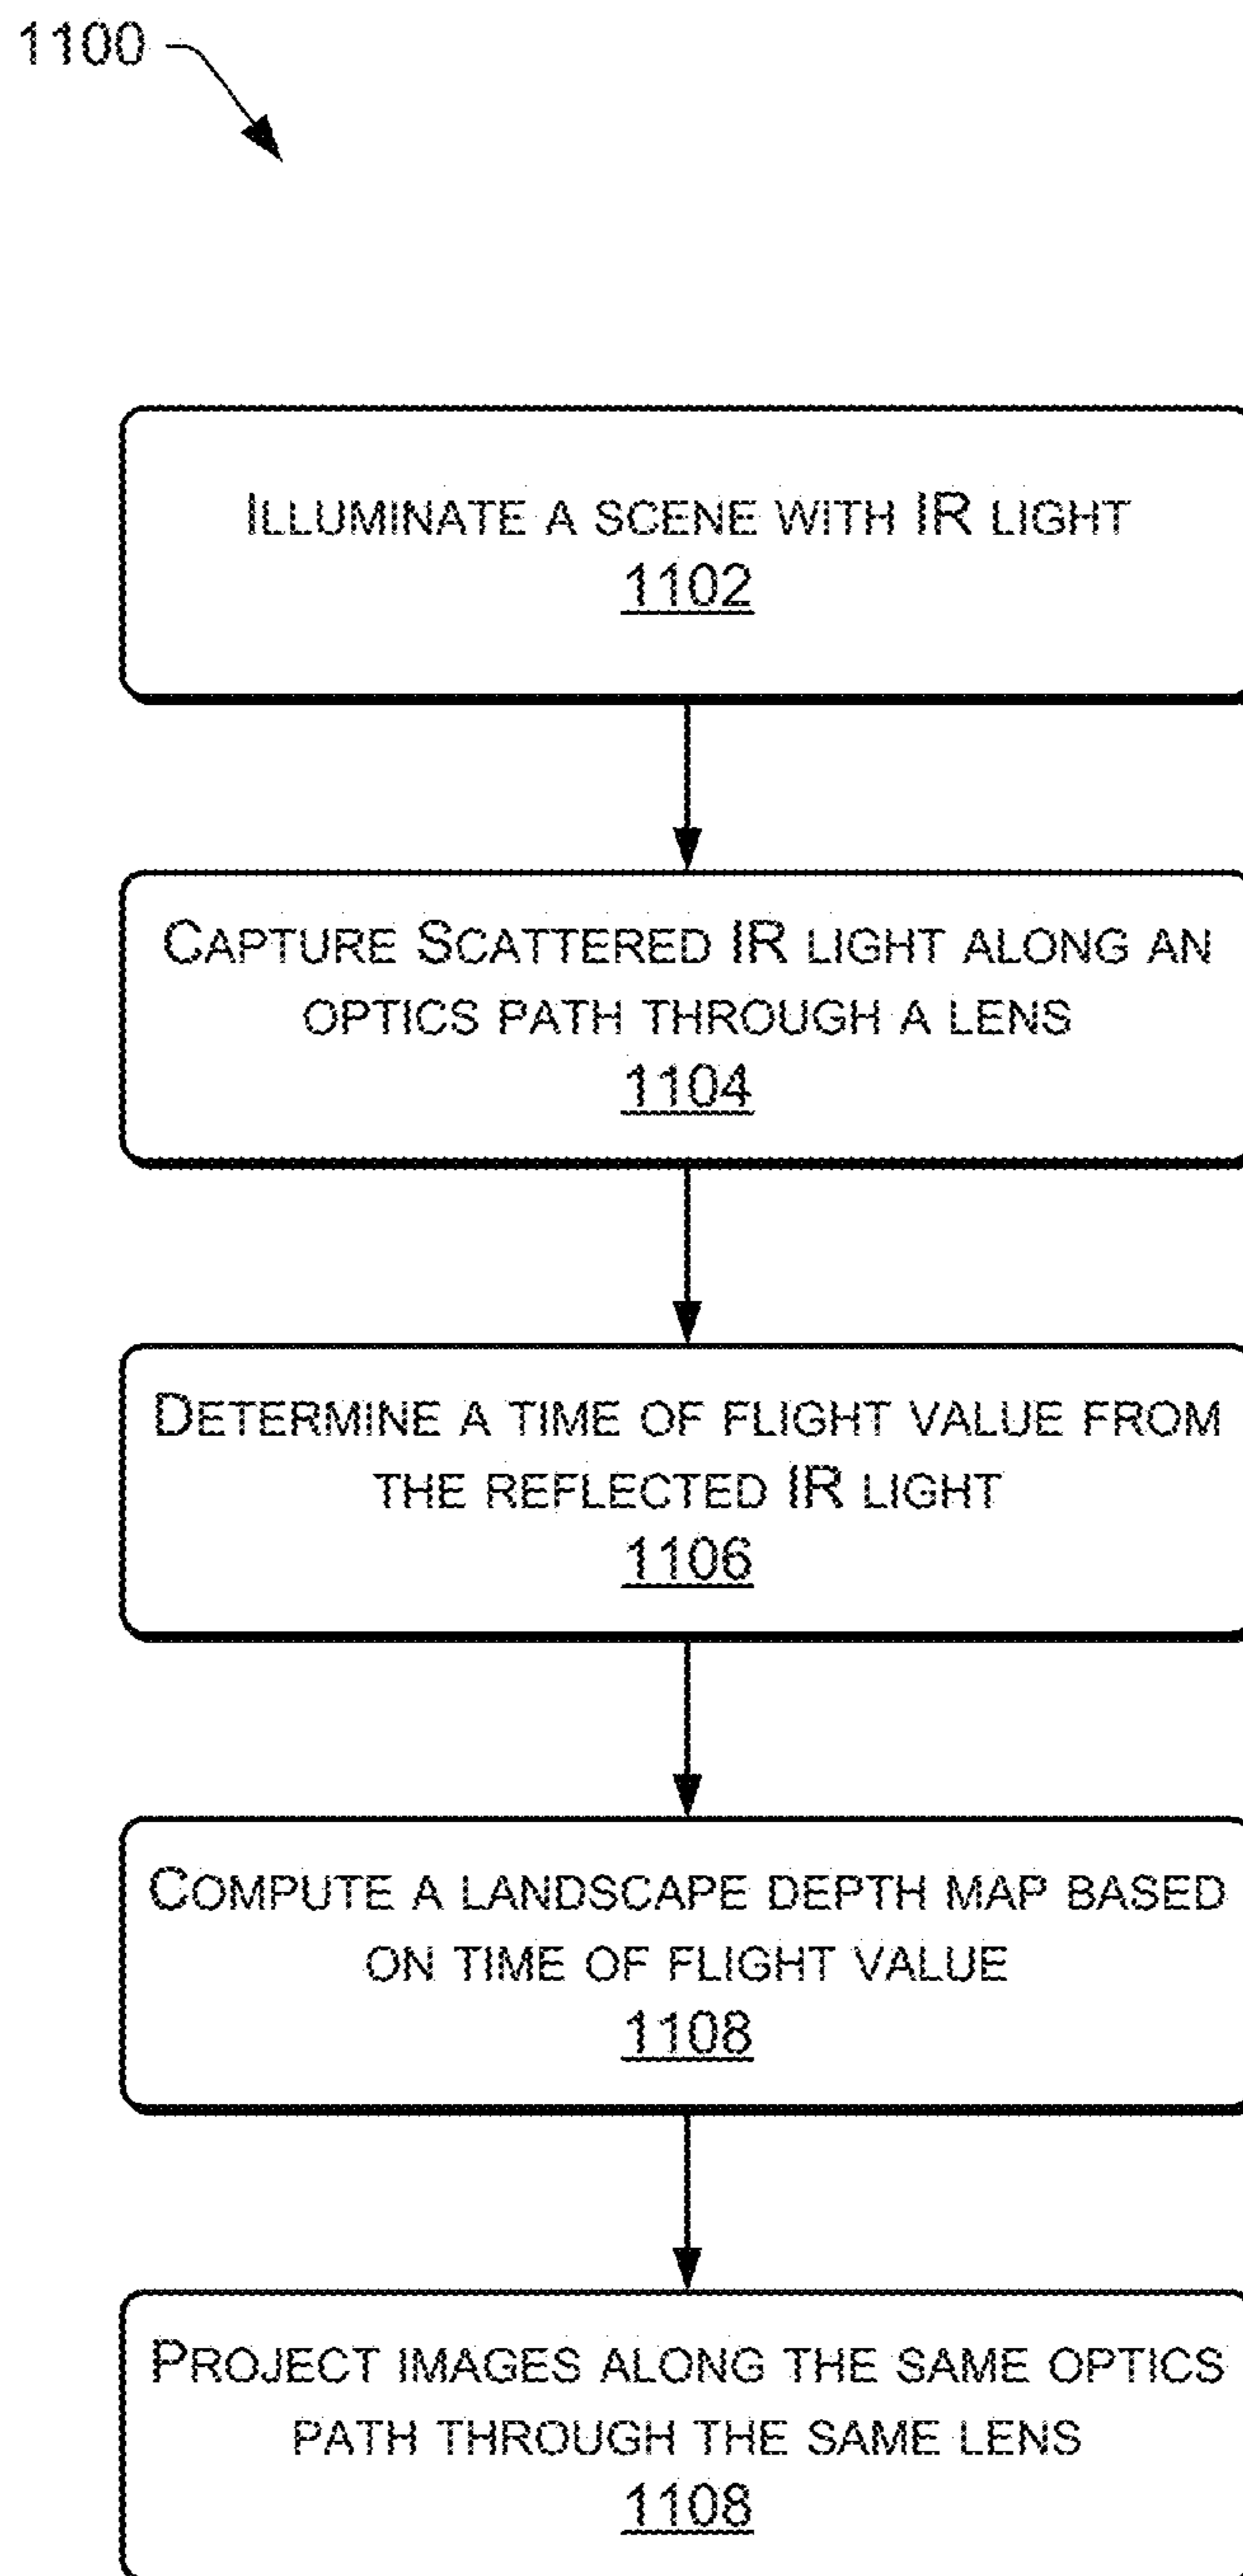 1100
ILLUMINATE A SCENE WITH IR LIGHT
1102
CAPTURE SCATTERED IR LIGHT ALONG AN
OPTICS PATH THROUGH A LENS
1104
DETERMINE A TIME OF FLIGHT VALUE FROM
THE REFLECTED IR LIGHT
1106
COMPUTE A LANDSCAPE DEPTH MAP BASED
ON TIME OF FLIGHT VALUE
1108
PROJECT IMAGES ALONG THE SAME OPTICS
PATH THROUGH THE SAME LENS
1108